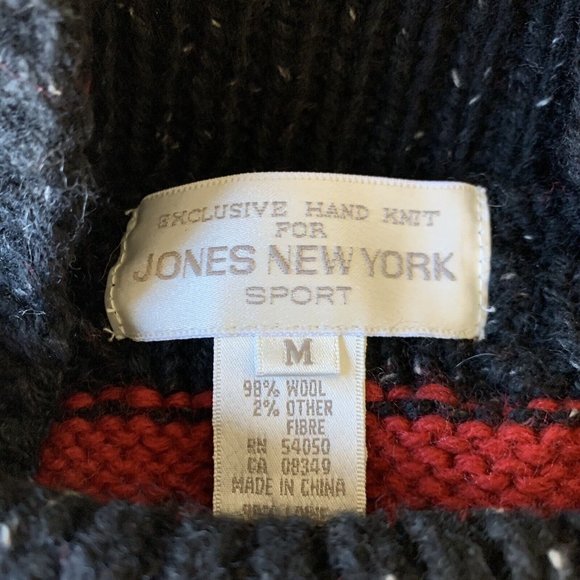 EXCLUSIVE HAND KNIT
FOR
JONES NEW YORK
SPORT
M
98% WOOL
2% OTHER
FIBRE
RN 54050
CA 08349
MADE IN CHINA